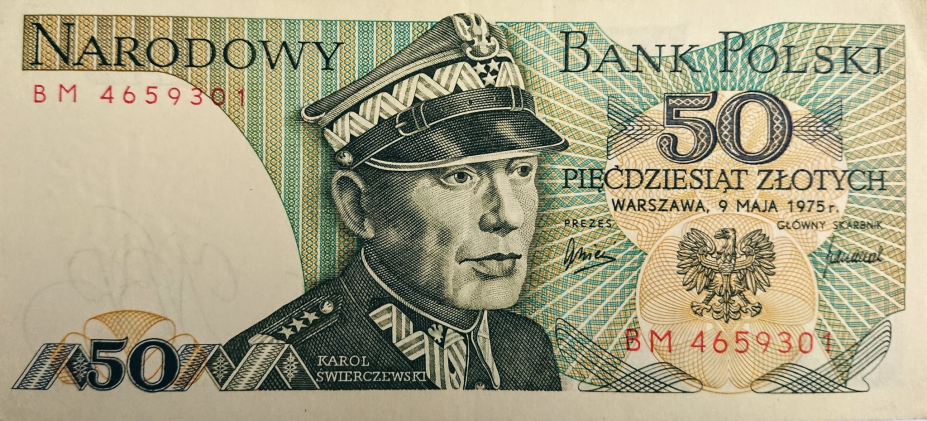 NARODOWY BANK POLSKI
BM 4659301
50
PIĘĆDZIESIĄT ZŁOTYCH
WARSZAWA, 9 MAJA 1975 r.
PREZES GŁÓWNY SKARBNIK
BM 4659301
50
KAROL
ŚWIERCZEWSKI